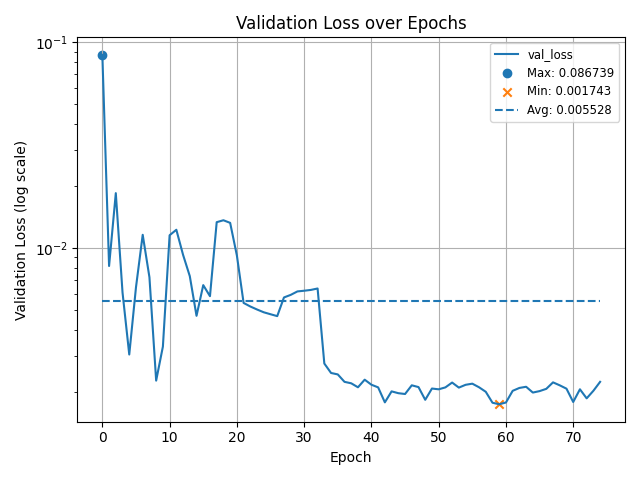 Validation Loss over Epochs
val_loss
Max: 0.086739
Min: 0.001743
Avg: 0.005528
Validation Loss (log scale)
10⁻¹
10⁻²
0 10 20 30 40 50 60 70
Epoch